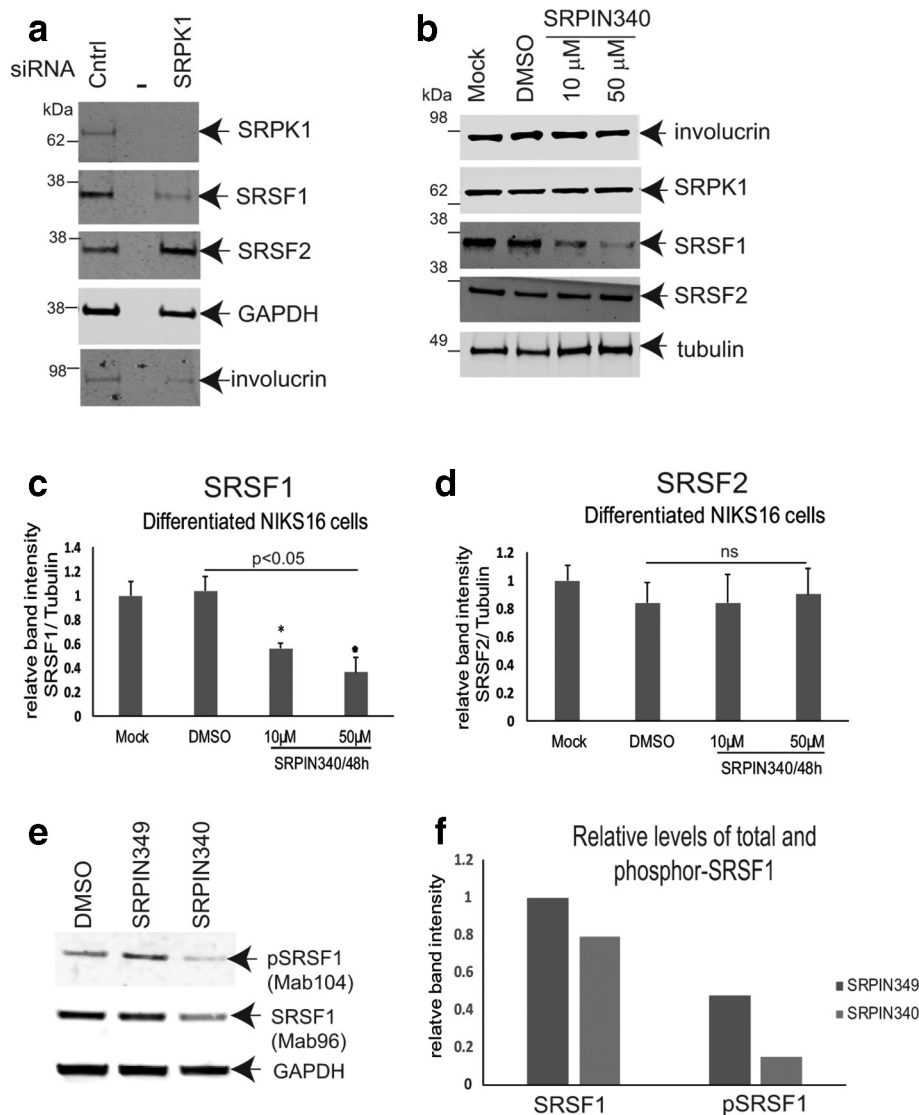 a
siRNA
Cntrl
-
SRPK1
kDa
62
SRPK1
38
SRSF1
38
SRSF2
38
GAPDH
98
involucrin
b
SRPIN340
Mock
DMSO
10 μM
50 μM
kDa
98
involucrin
62
SRPK1
38
SRSF1
38
SRSF2
49
tubulin
c
SRSF1
Differentiated NIKS16 cells
relatve band intensity
SRSF1/ Tubulin
1.4
1.2
1
0.8
0.6
0.4
0.2
0
p<0.05
*
Mock
DMSO
10µM
50µM
SRPIN340/48h
d
SRSF2
Differentiated NIKS16 cells
relatve band intensity
SRSF2/ Tubulin
1.2
1
0.8
0.6
0.4
0.2
0
ns
Mock
DMSO
10µM
50µM
SRPIN340/48h
e
DMSO
SRPIN349
SRPIN340
pSRSF1
(Mab104)
SRSF1
(Mab96)
GAPDH
f
Relative levels of total and
phosphor-SRSF1
relatve band intensity
1.2
1
0.8
0.6
0.4
0.2
0
SRSF1
pSRSF1
SRPIN349
SRPIN340